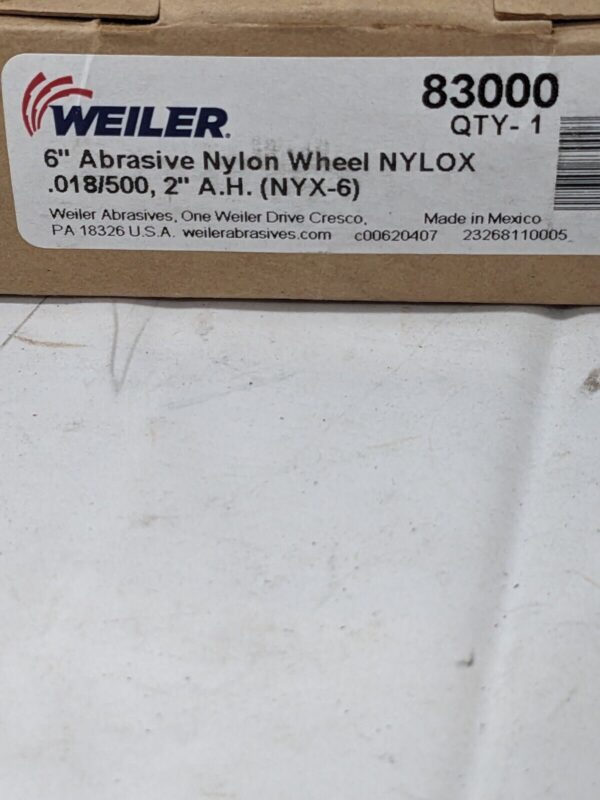 WEILER.
83000
QTY- 1
6" Abrasive Nylon Wheel NYLOX
.018/500, 2" A.H. (NYX-6)
Weiler Abrasives, One Weiler Drive Cresco, Made in Mexico
PA 18326 U.S.A. weilerabrasives.com c00620407 23268110005